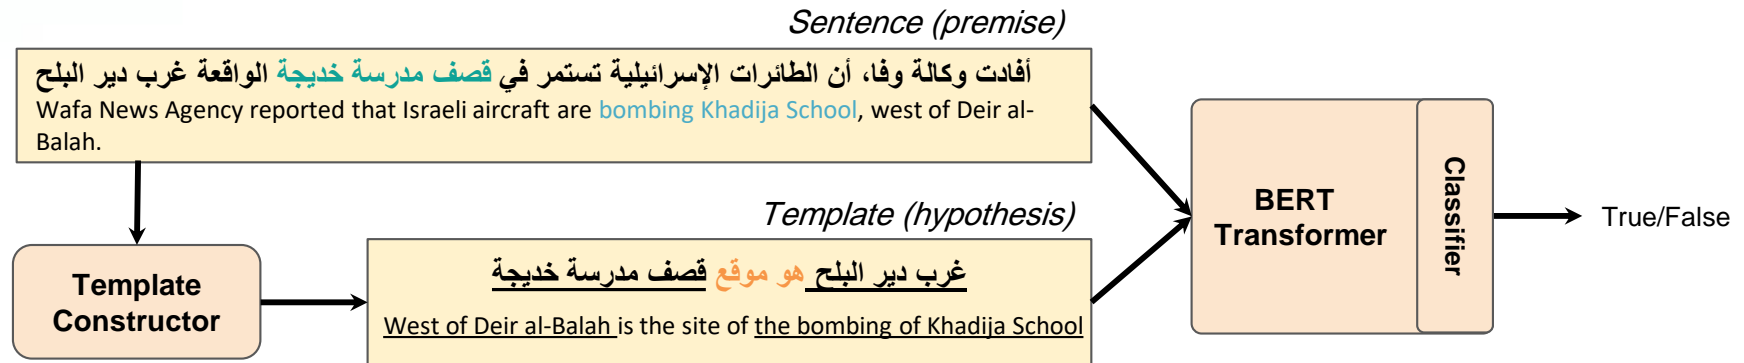 Sentence (premise)
أفادت وكالة وفا، أن الطائرات الإسرائيلية تستمر في قصف مدرسة خديجة الواقعة غرب دير البلح
Wafa News Agency reported that Israeli aircraft are bombing Khadija School, west of Deir al-
Balah.
Template (hypothesis)
Template
Constructor
غرب دير البلح هو موقع قصف مدرسة خديجة
West of Deir al-Balah is the site of the bombing of Khadija School
BERT
Transformer
Classifier
True/False